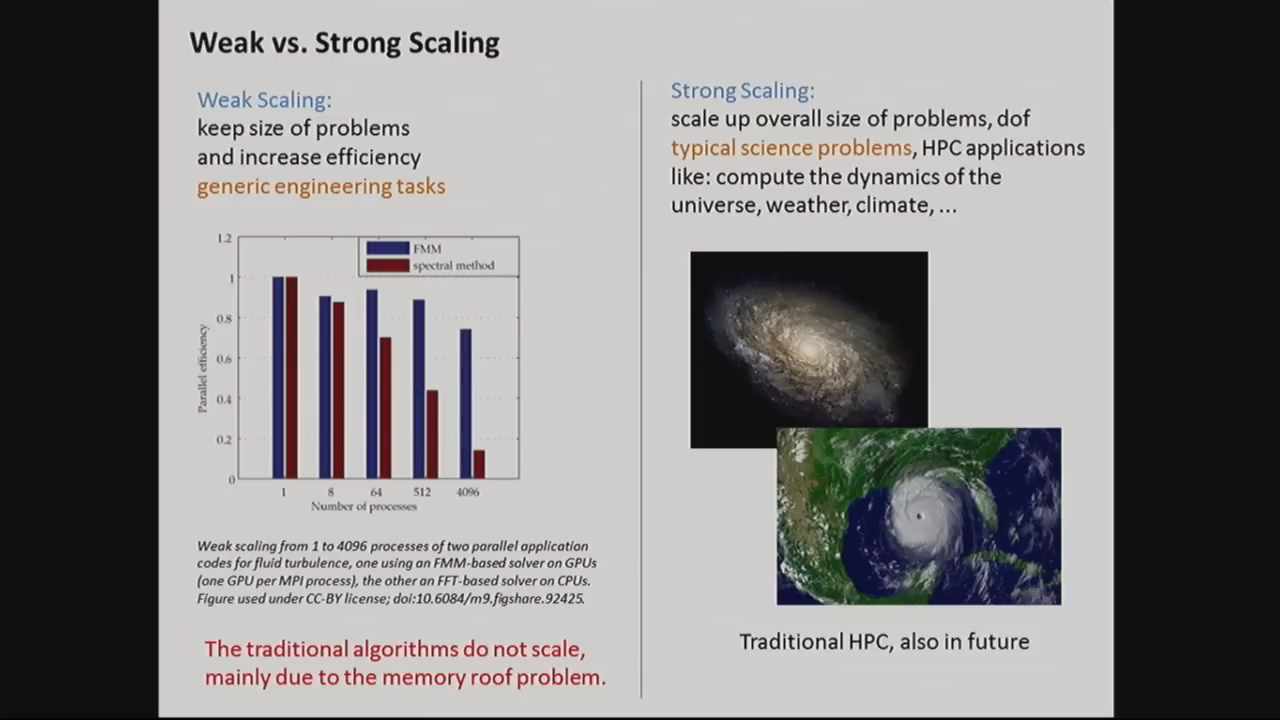 Weak vs. Strong Scaling
Weak Scaling:
keep size of problems
and increase efficiency
generic engineering tasks
1.2
1
0.8
0.6
0.4
0.2
0
Parallel efficiency
FMM
spectral method
1 8 64 512 4096
Number of processes
Weak scaling from 1 to 4096 processes of two parallel application
codes for fluid turbulence, one using an FMM-based solver on GPUs
(one GPU per MPI process), the other an FFT-based solver on CPUs.
Figure used under CC-BY license; doi:10.6084/m9.figshare.92425.
The traditional algorithms do not scale,
mainly due to the memory roof problem.
Strong Scaling:
scale up overall size of problems, dof
typical science problems, HPC applications
like: compute the dynamics of the
universe, weather, climate, ...
Traditional HPC, also in future